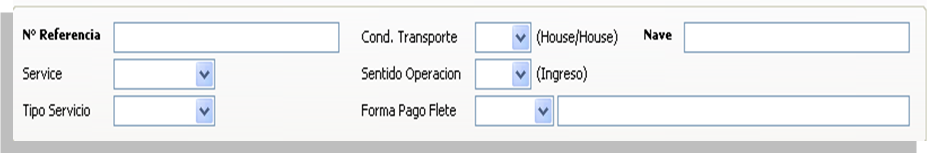 Nº Referencia Cond. Transporte (House/House) Nave
Service Sentido Operacion (Ingreso)
Tipo Servicio Forma Pago Flete